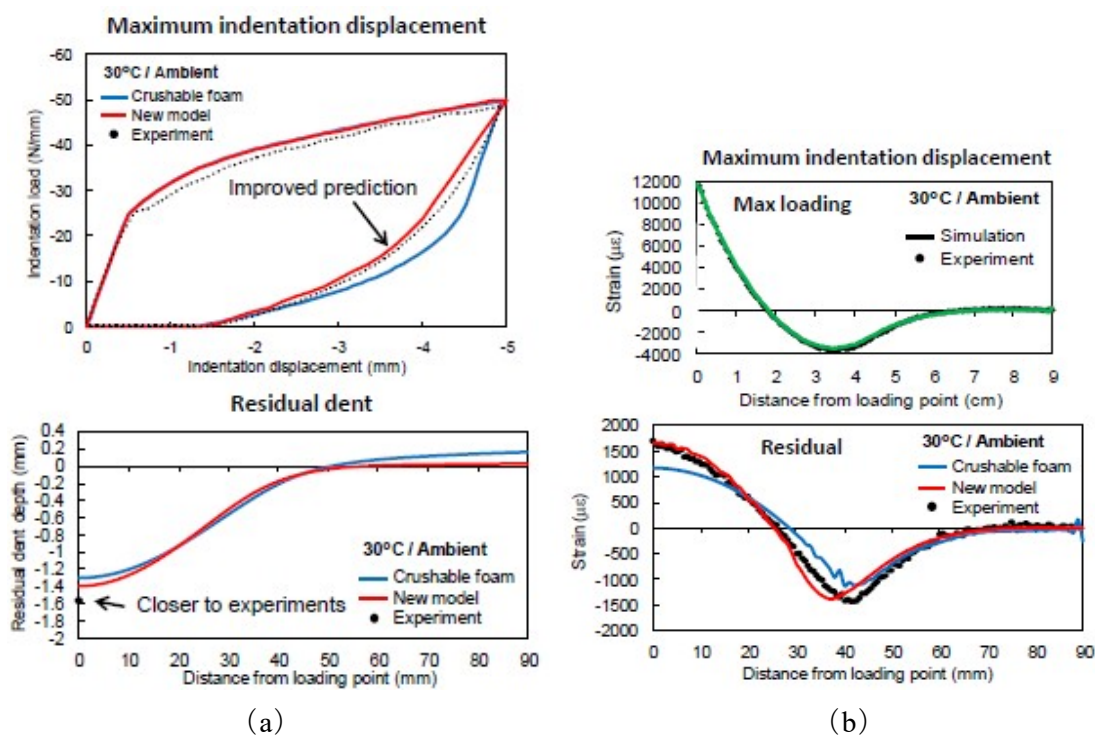 Maximum indentation displacement
-60
-50
-40
-30
-20
-10
0
Indentation load (N/mm)
30°C / Ambient
Crushable foam
New model
Experiment
Improved prediction
0 -1 -2 -3 -4 -5
Indentation displacement (mm)
Residual dent
0.4
0.2
0
-0.2
-0.4
-0.6
-0.8
-1
-1.2
-1.4
-1.6
-1.8
-2
Residual dent depth (mm)
30°C / Ambient
Crushable foam
New model
Experiment
Closer to experiments
0 10 20 30 40 50 60 70 80 90
Distance from loading point (mm)
(a)
Maximum indentation displacement
12000
10000
8000
6000
4000
2000
0
-2000
-4000
Strain (με)
Max loading
30°C / Ambient
Simulation
Experiment
0 1 2 3 4 5 6 7 8 9
Distance from loading point (cm)
2000
1500
1000
500
0
-500
-1000
-1500
-2000
Strain (με)
Residual
30°C / Ambient
Crushable foam
New model
Experiment
0 10 20 30 40 50 60 70 80 90
Distance from loading point (mm)
(b)